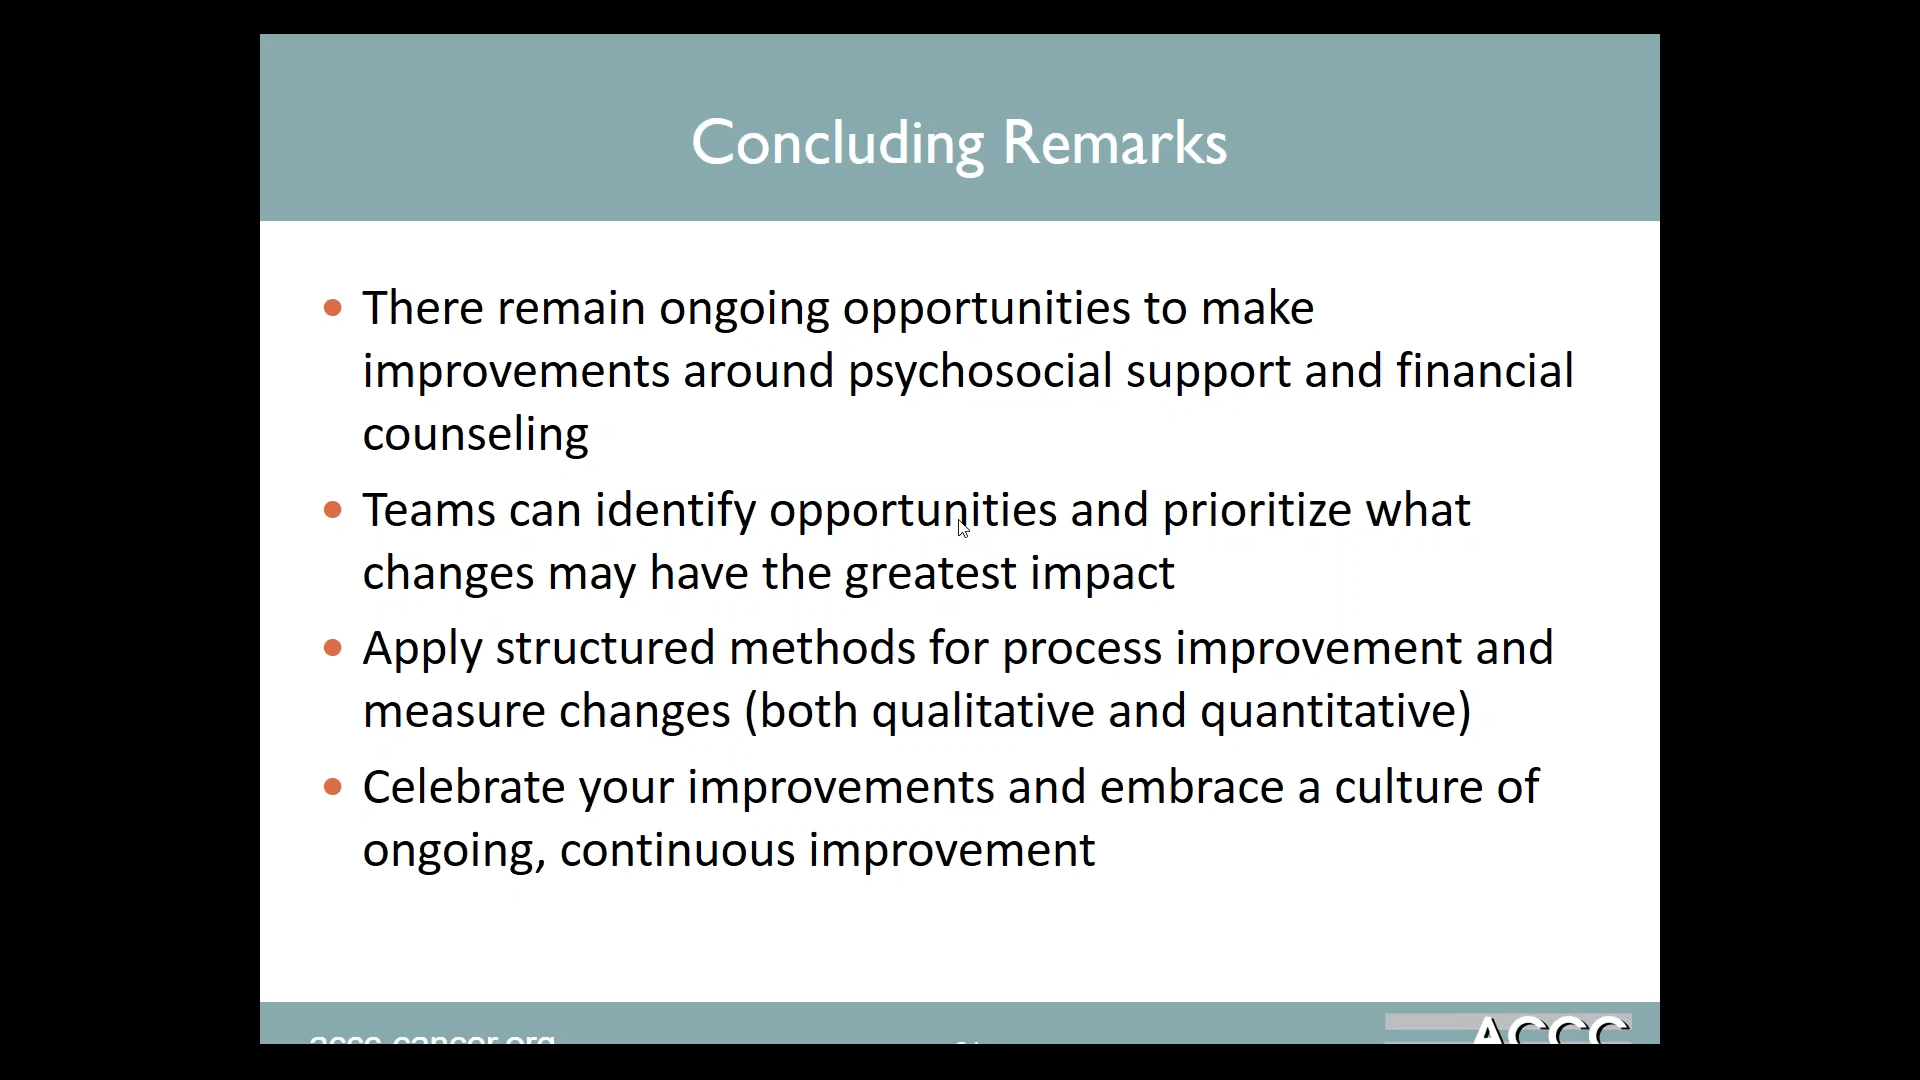 Concluding Remarks
• There remain ongoing opportunities to make
improvements around psychosocial support and financial
counseling
• Teams can identify opportunities and prioritize what
changes may have the greatest impact
• Apply structured methods for process improvement and
measure changes (both qualitative and quantitative)
• Celebrate your improvements and embrace a culture of
ongoing, continuous improvement
accc-cancer.org
ACCC